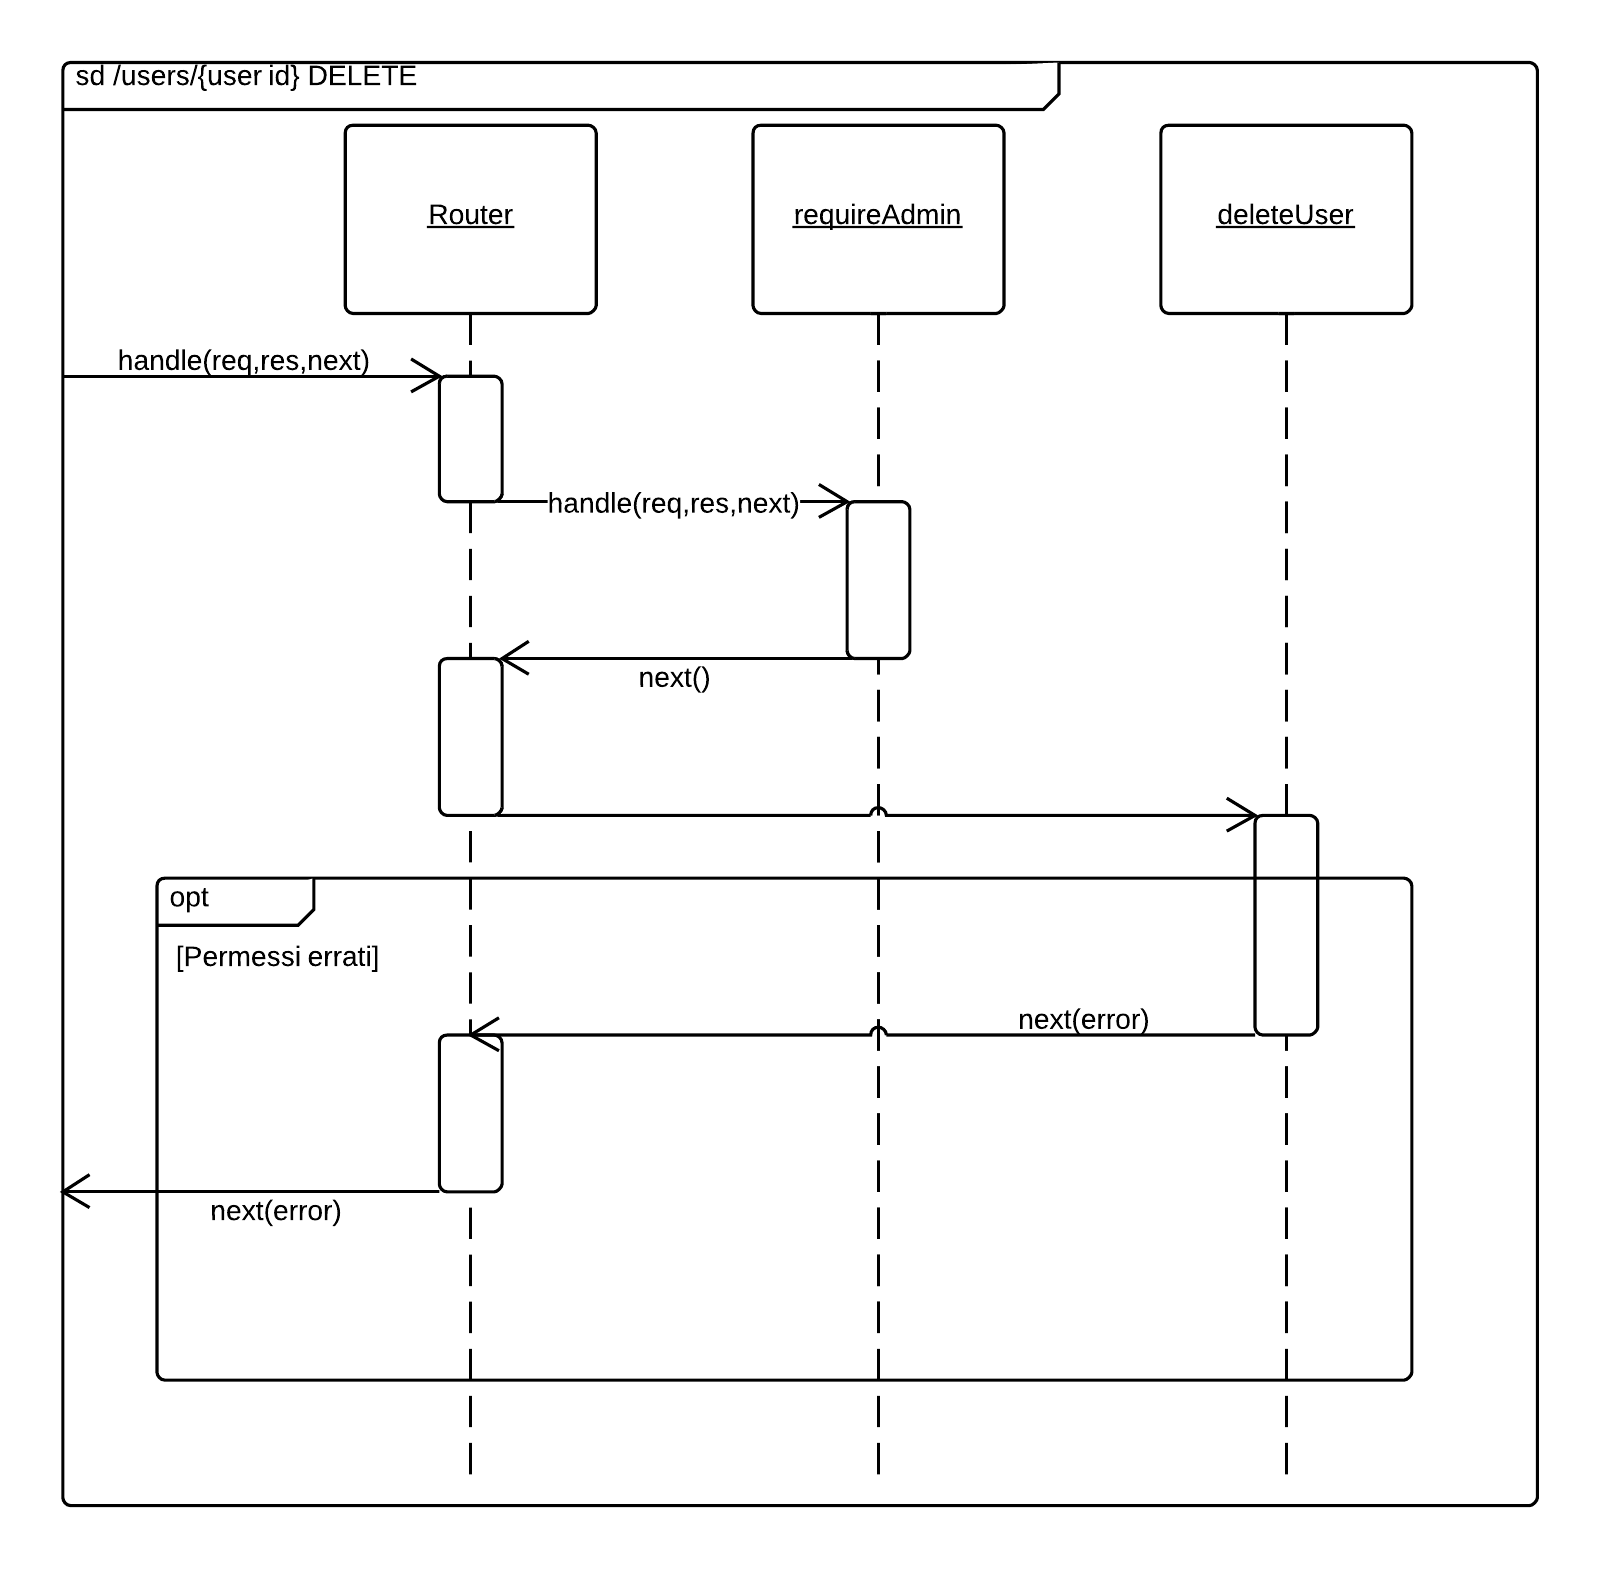 sd /users/{user id} DELETE
Router
requireAdmin
deleteUser
handle(req,res,next)
handle(req,res,next)
next()
opt
[Permessi errati]
next(error)
next(error)